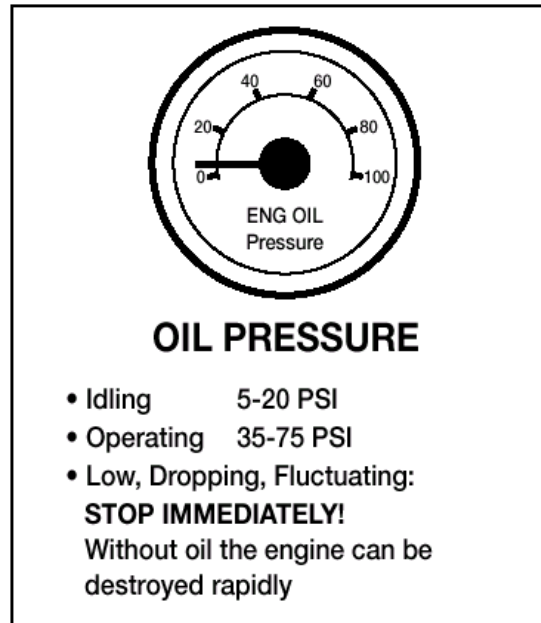 40 60
20 80
0 100
ENG OIL
Pressure
OIL PRESSURE
• Idling 5-20 PSI
• Operating 35-75 PSI
• Low, Dropping, Fluctuating:
STOP IMMEDIATELY!
Without oil the engine can be
destroyed rapidly